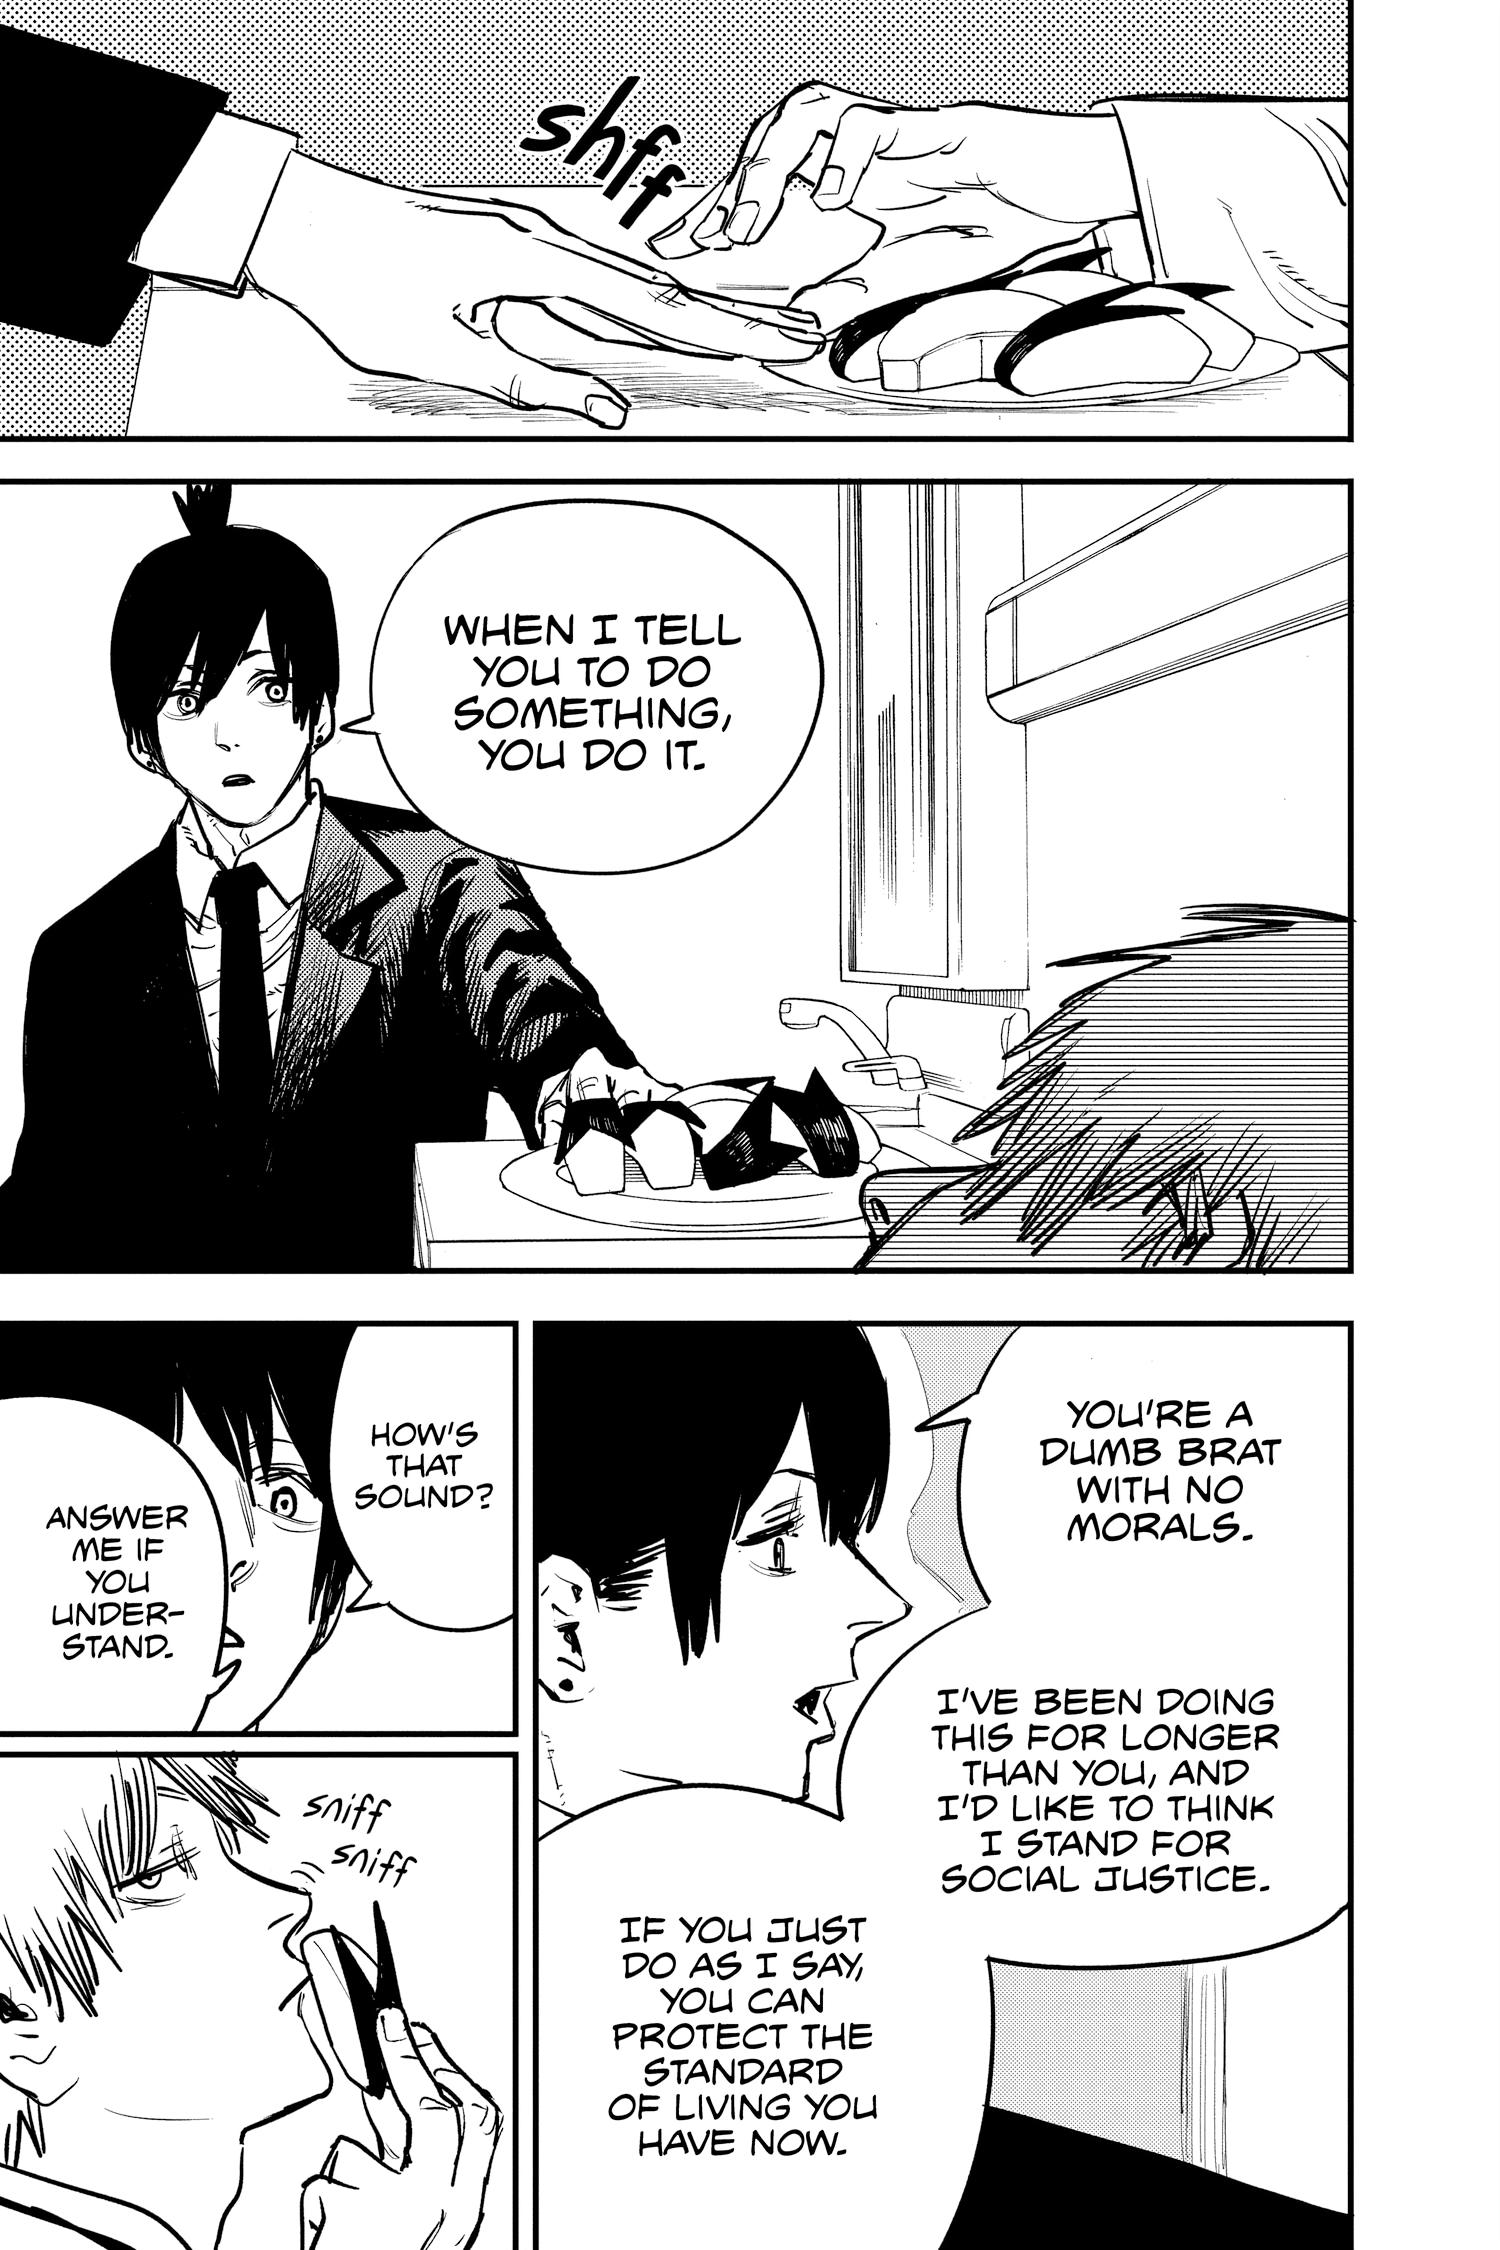 shff
WHEN I TELL
YOU TO DO
SOMETHING,
YOU DO IT.
YOU'RE A
DUMB BRAT
WITH NO
MORALS.
I'VE BEEN DOING
THIS FOR LONGER
THAN YOU, AND
I'D LIKE TO THINK
I STAND FOR
SOCIAL JUSTICE.
IF YOU JUST
DO AS I SAY,
YOU CAN
PROTECT THE
STANDARD
OF LIVING YOU
HAVE NOW.
HOW'S
THAT
SOUND?
ANSWER
ME IF
YOU
UNDER-
STAND.
sniff
sniff